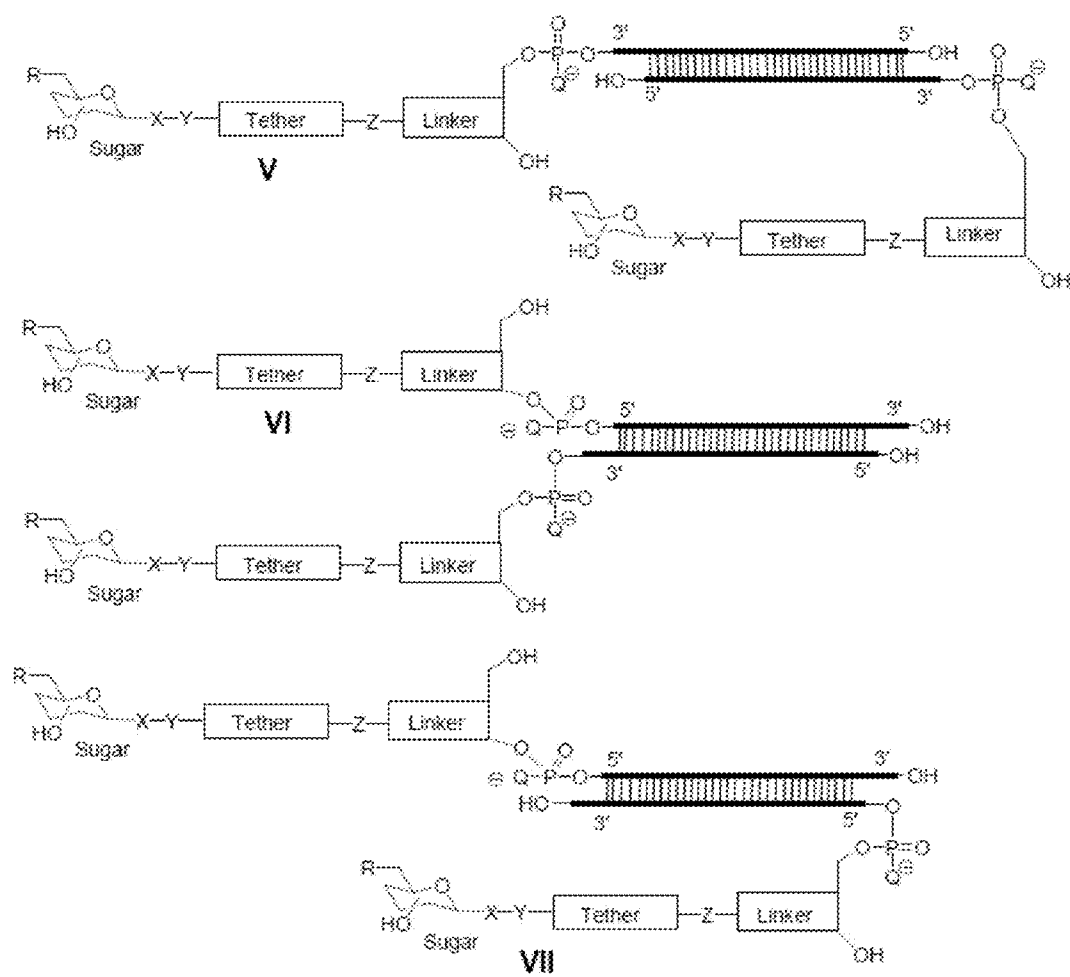 O
O-P-O
Q⊖
3' 5'
OH
HO
5' 3'
O-P=O
Q⊖
O
R
O
HO
X-Y-Tether-Z-Linker
Sugar
OH
V
R
O
HO
X-Y-Tether-Z-Linker
Sugar
OH
OH
R
O
HO
X-Y-Tether-Z-Linker
Sugar
VI
O O
⊖ Q-P-O
5' 3'
OH
O
3' 5'
OH
O-P=O
Q⊖
R
O
HO
X-Y-Tether-Z-Linker
Sugar
OH
OH
R
O
HO
X-Y-Tether-Z-Linker
Sugar
O O
⊖ Q-P-O
5' 3'
OH
HO
3' 5'
O
O-P=O
Q⊖
R
O
HO
X-Y-Tether-Z-Linker
Sugar
OH
VII